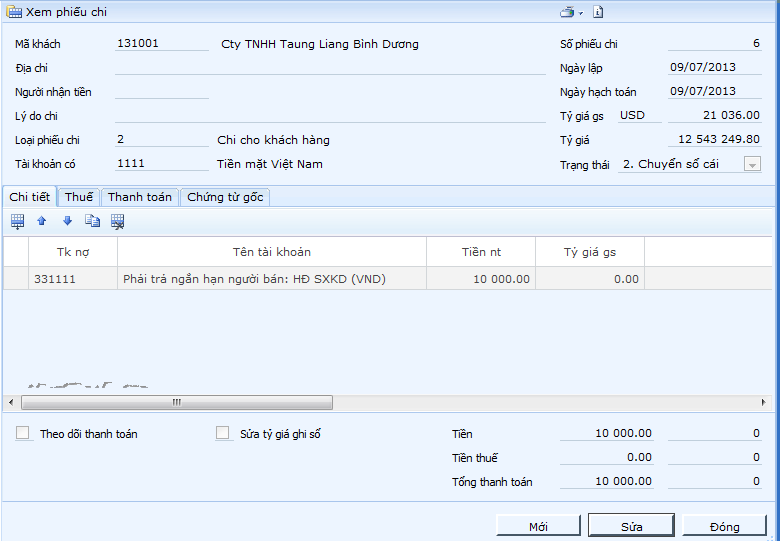 Xem phiếu chi
Mã khách 131001 Cty TNHH Taung Liang Bình Dương Số phiếu chi 6
Địa chỉ Ngày lập 09/07/2013
Người nhận tiền Ngày hạch toán 09/07/2013
Lý do chi Tỷ giá gs USD 21 036.00
Loại phiếu chi 2 Chi cho khách hàng Tỷ giá 12 543 249.80
Tài khoản có 1111 Tiền mặt Việt Nam Trạng thái 2. Chuyển sổ cái
Chi tiết Thuế Thanh toán Chứng từ gốc
Tk nợ Tên tài khoản Tiền nt Tỷ giá gs
331111 Phải trả ngắn hạn người bán: HĐ SXKD (VND) 10 000.00 0.00
Theo dõi thanh toán Sửa tỷ giá ghi sổ Tiền 10 000.00 0
Tiền thuế 0.00 0
Tổng thanh toán 10 000.00 0
Mới Sửa Đóng